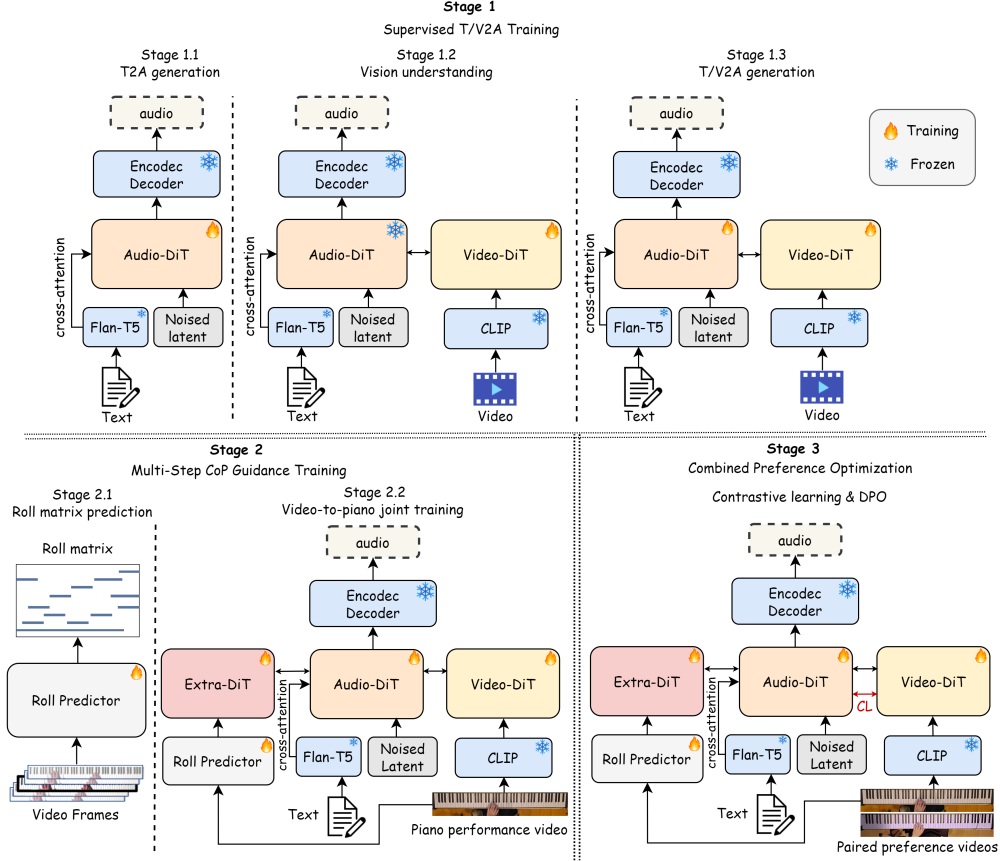 Stage 1
Supervised T/V2A Training
Stage 1.1
T2A generation
audio
Encodec
Decoder
Audio-DiT
cross-attention
Flan-T5
Noised
latent
Text
Stage 1.2
Vision understanding
audio
Encodec
Decoder
Audio-DiT
Video-DiT
cross-attention
Flan-T5
Noised
latent
CLIP
Text
Video
Stage 1.3
T/V2A generation
audio
Encodec
Decoder
Audio-DiT
Video-DiT
cross-attention
Flan-T5
Noised
latent
CLIP
Text
Video
Training
Frozen
Stage 2
Multi-Step CoP Guidance Training
Stage 2.1
Roll matrix prediction
Roll matrix
Roll Predictor
Video Frames
Stage 2.2
Video-to-piano joint training
audio
Encodec
Decoder
Extra-DiT
Audio-DiT
Video-DiT
cross-attention
Roll Predictor
Flan-T5
Noised
Latent
CLIP
Text
Piano performance video
Stage 3
Combined Preference Optimization
Contrastive learning & DPO
audio
Encodec
Decoder
Extra-DiT
Audio-DiT
Video-DiT
CL
cross-attention
Roll Predictor
Flan-T5
Noised
Latent
CLIP
Text
Paired preference videos